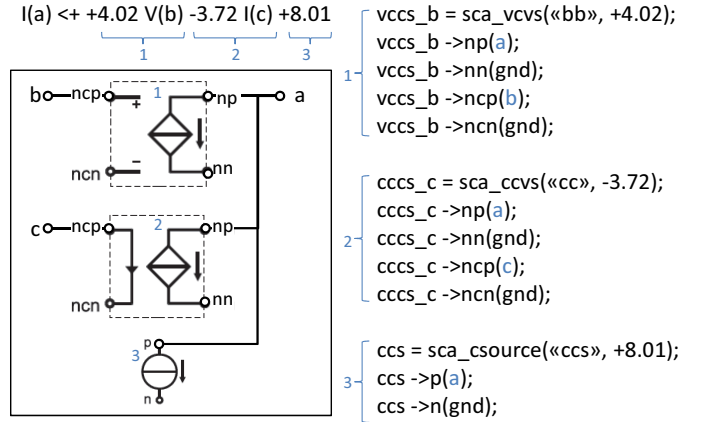 I(a) <+ +4.02 V(b) -3.72 I(c) +8.01
1 2 3
b ncp + 1 np a
ncn − nn
c ncp 2 np
ncn nn
p
3
n
1
vccs_b = sca_vcvs(«bb», +4.02);
vccs_b ->np(a);
vccs_b ->nn(gnd);
vccs_b ->ncp(b);
vccs_b ->ncn(gnd);
2
cccs_c = sca_ccvs(«cc», -3.72);
cccs_c ->np(a);
cccs_c ->nn(gnd);
cccs_c ->ncp(c);
cccs_c ->ncn(gnd);
3
ccs = sca_csource(«ccs», +8.01);
ccs ->p(a);
ccs ->n(gnd);